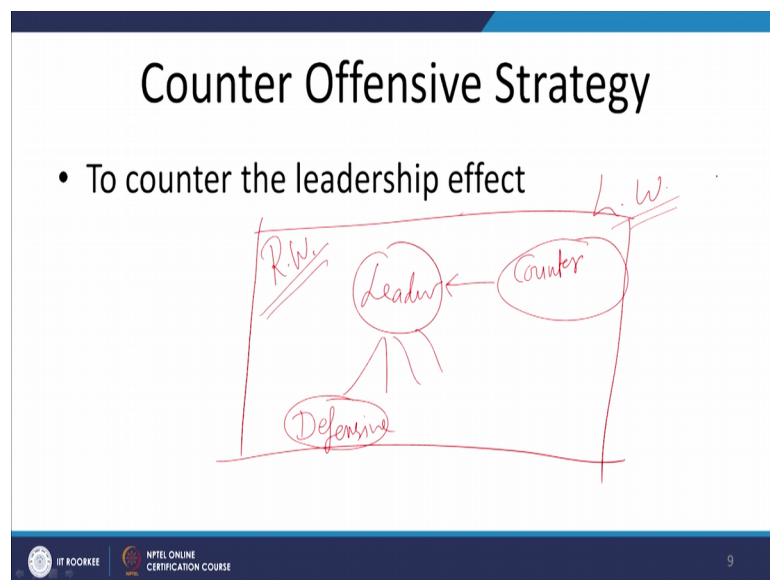 Counter Offensive Strategy
• To counter the leadership effect
L.W.
R.W.
Leader
Counter
Defensive
IIT ROORKEE
NPTEL ONLINE
CERTIFICATION COURSE
9